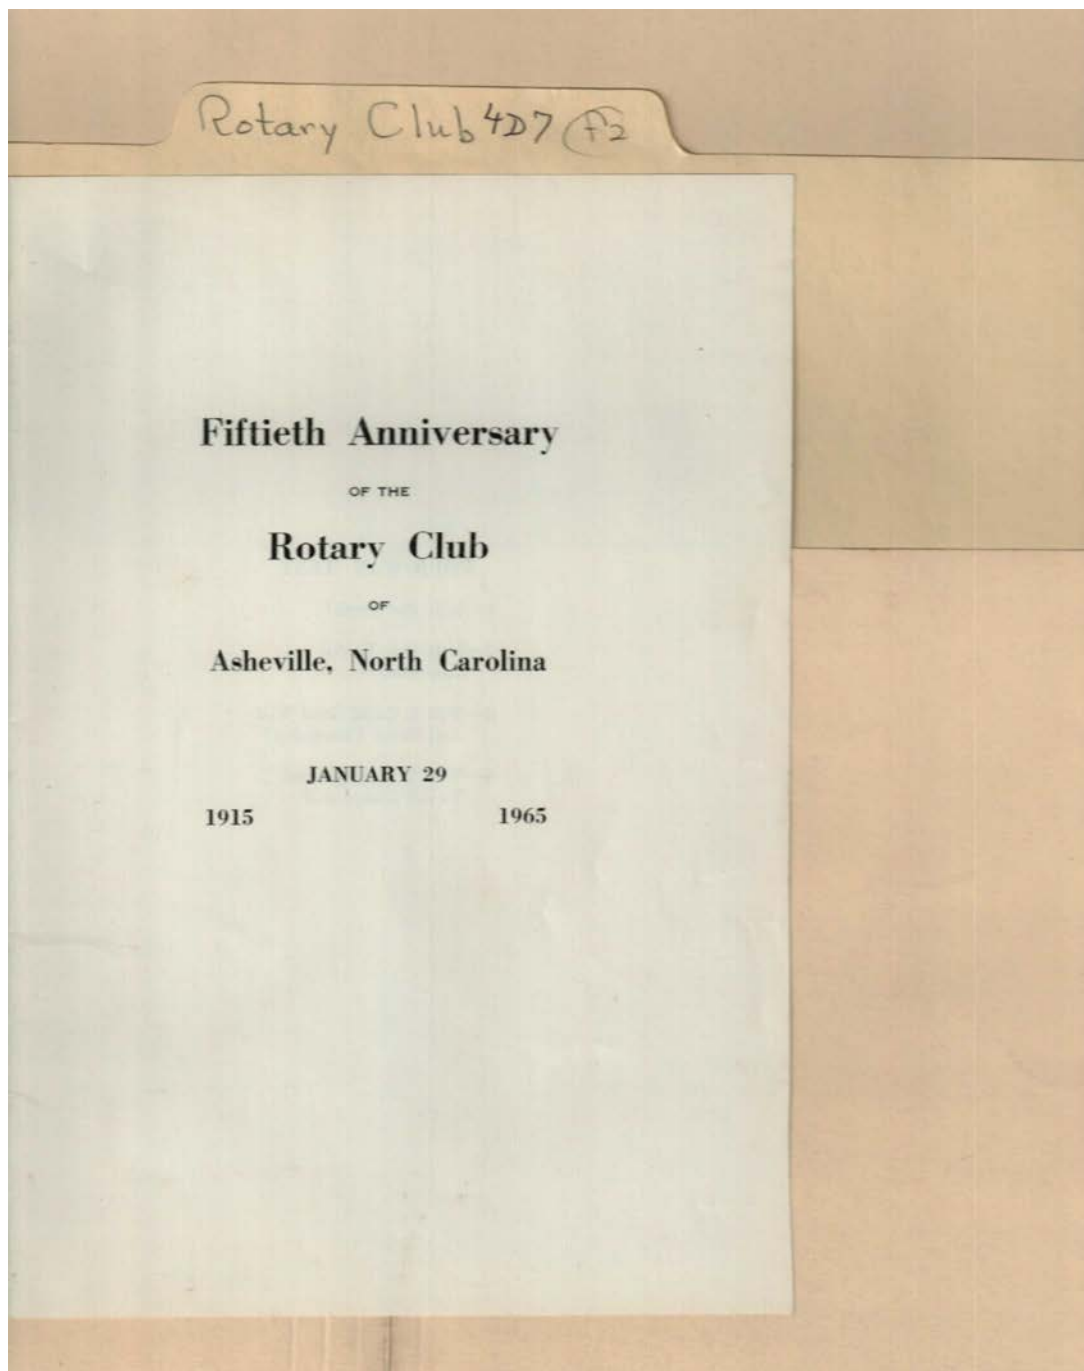 Rotary Club 4D7 F2
Fiftieth Anniversary
OF THE
Rotary Club
OF
Asheville, North Carolina
JANUARY 29
1915 1965